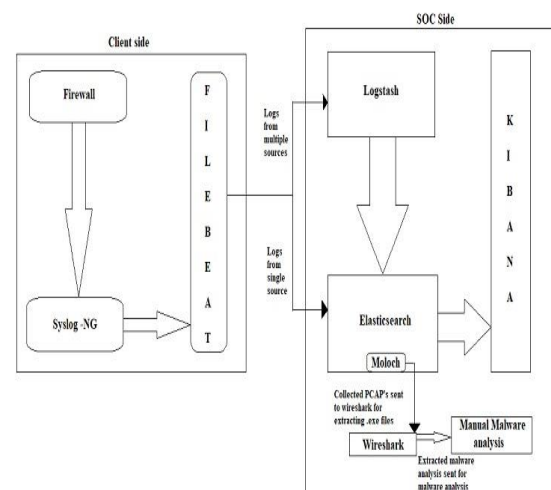 Client side
Firewall
Syslog -NG
F
I
L
E
B
E
A
T
Logs
from
multiple
sources
Logs
from
single
source
SOC Side
Logstash
Elasticsearch
Moloch
K
I
B
A
N
A
Collected PCAP's sent
to wireshark for
extracting .exe files
Wireshark
Extracted malware
analysis sent for
malware analysis
Manual Malware
analysis